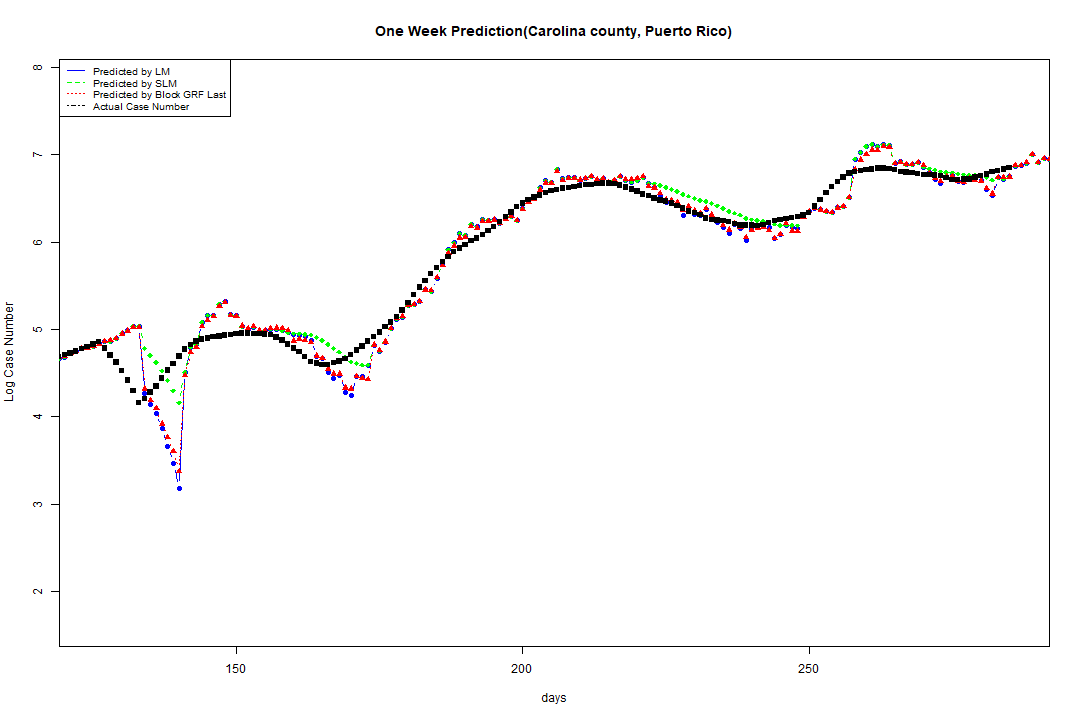 One Week Prediction(Carolina county, Puerto Rico)
Predicted by LM
Predicted by SLM
Predicted by Block GRF Last
Actual Case Number
8
7
6
5
4
3
2
Log Case Number
150 200 250
days